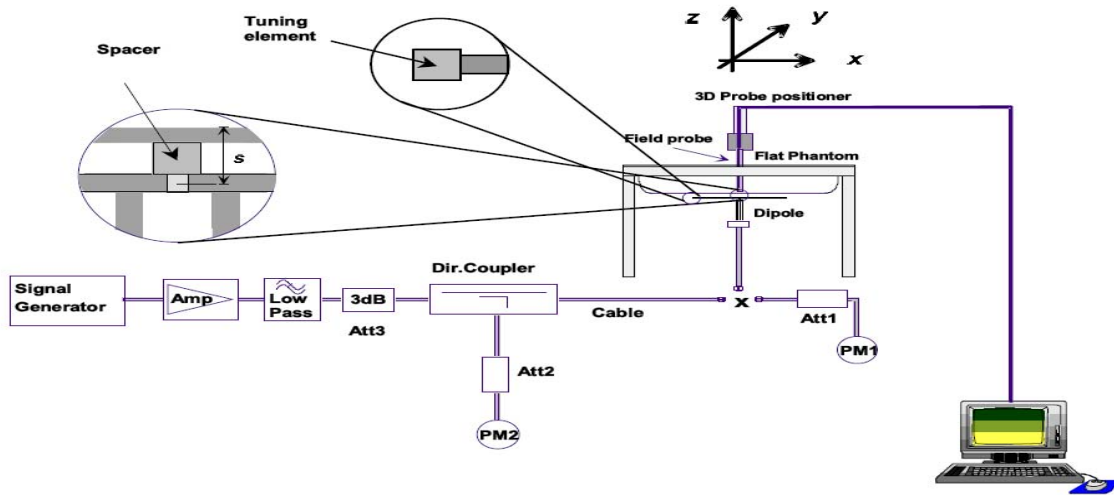 Tuning
element
Spacer
s
z
y
x
3D Probe positioner
Field probe
Flat Phantom
Dipole
Signal
Generator
Amp
Low
Pass
3dB
Att3
Dir.Coupler
Cable
x
Att1
PM1
Att2
PM2